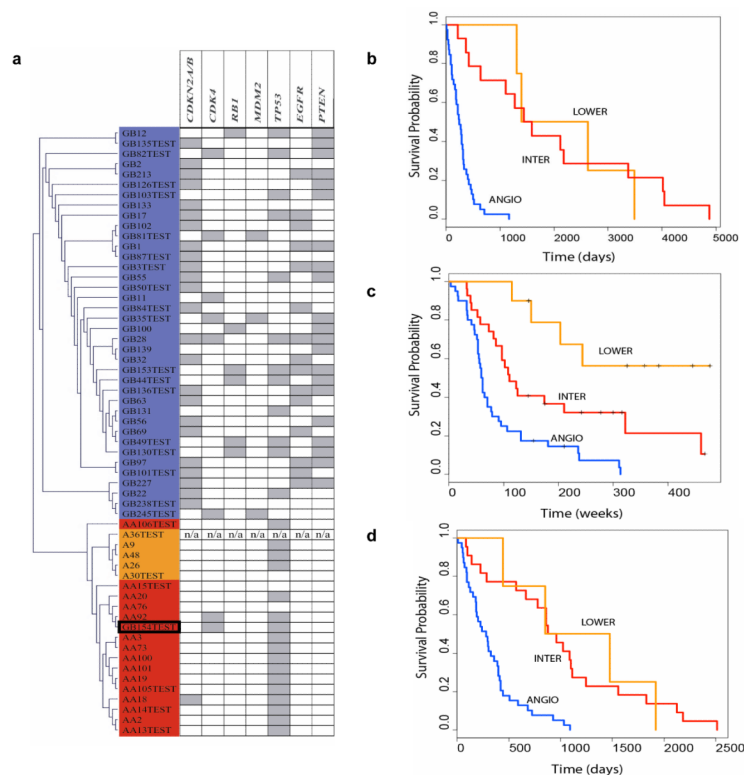 a
CDKN2A/B
CDK4
RB1
MDM2
TP53
EGFR
PTEN
GB12
GB135TEST
GB82TEST
GB2
GB213
GB126TEST
GB103TEST
GB133
GB17
GB102
GB81TEST
GB1
GB87TEST
GB3TEST
GB55
GB50TEST
GB11
GB84TEST
GB35TEST
GB100
GB28
GB139
GB32
GB153TEST
GB44TEST
GB136TEST
GB63
GB131
GB56
GB69
GB49TEST
GB130TEST
GB97
GB101TEST
GB227
GB22
GB238TEST
GB245TEST
AA106TEST
A36TEST n/a n/a n/a n/a n/a n/a n/a
A9
A48
A26
A30TEST
AA15TEST
AA20
AA76
AA92
GB154TEST
AA3
AA73
AA100
AA101
AA19
AA105TEST
AA18
AA14TEST
AA2
AA13TEST
b
Survival Probability
0.0 0.2 0.4 0.6 0.8 1.0
LOWER
INTER
ANGIO
0 1000 2000 3000 4000 5000
Time (days)
c
Survival Probability
0.0 0.2 0.4 0.6 0.8 1.0
LOWER
INTER
ANGIO
0 100 200 300 400
Time (weeks)
d
Survival Probability
0.0 0.2 0.4 0.6 0.8 1.0
LOWER
INTER
ANGIO
0 500 1000 1500 2000 2500
Time (days)